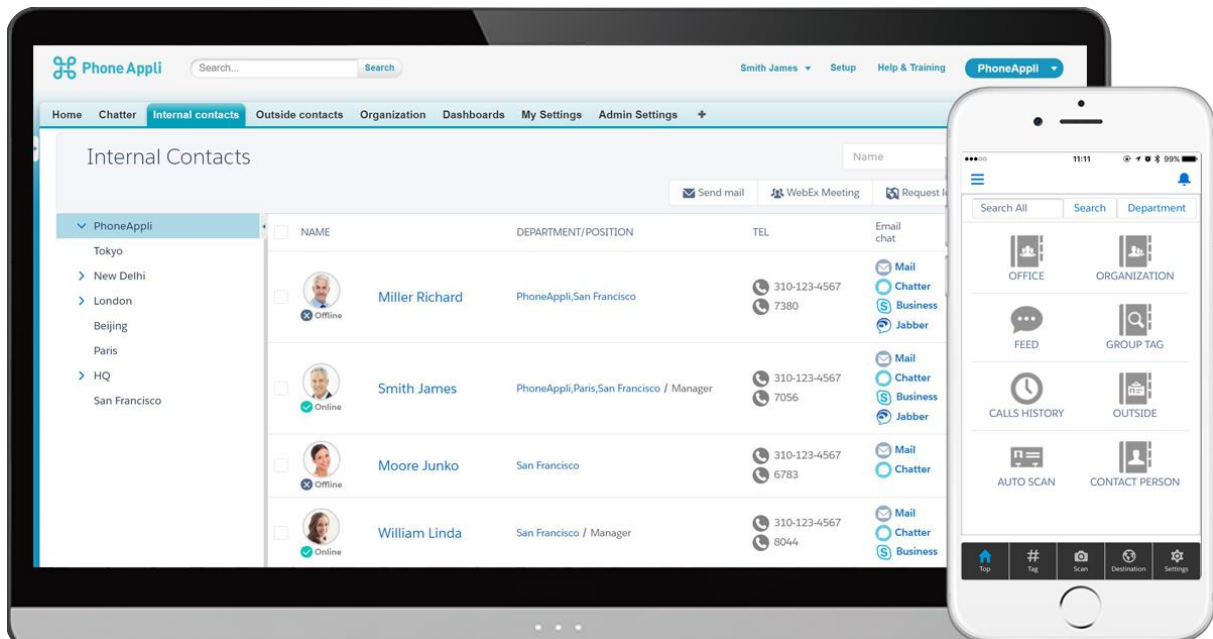 Phone Appli
Search...
Search
Smith James
Setup
Help & Training
PhoneAppli
Home
Chatter
Internal contacts
Outside contacts
Organization
Dashboards
My Settings
Admin Settings
+
Internal Contacts
Name
Send mail
WebEx Meeting
Request
PhoneAppli
Tokyo
New Delhi
London
Beijing
Paris
HQ
San Francisco
NAME
DEPARTMENT/POSITION
TEL
Email
chat
Offline
Miller Richard
PhoneAppli,San Francisco
310-123-4567
7380
Mail
Chatter
Business
Jabber
Online
Smith James
PhoneAppli,Paris,San Francisco / Manager
310-123-4567
7056
Mail
Chatter
Business
Jabber
Offline
Moore Junko
San Francisco
310-123-4567
6783
Mail
Chatter
Online
William Linda
San Francisco / Manager
310-123-4567
8044
Mail
Chatter
Business
11:11
99%
Search All
Search
Department
OFFICE
ORGANIZATION
FEED
GROUP TAG
CALLS HISTORY
OUTSIDE
AUTO SCAN
CONTACT PERSON
Top
Tag
Scan
Destination
Settings